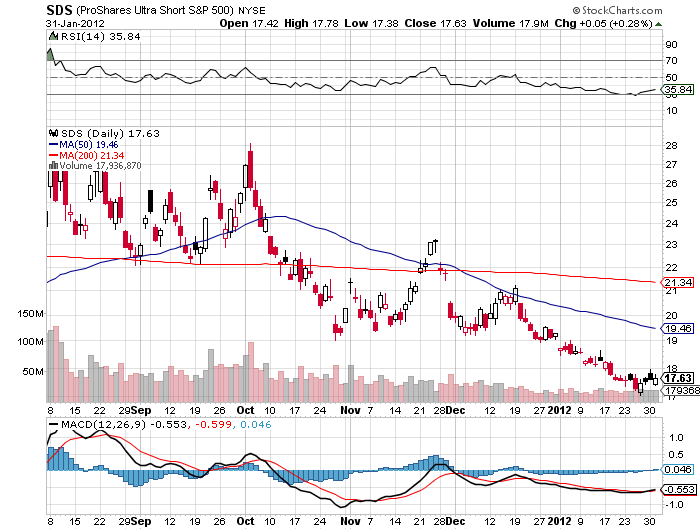 SDS (ProShares Ultra Short S&P 500) NYSE © StockCharts.com
31-Jan-2012 Open 17.42 High 17.78 Low 17.38 Close 17.63 Volume 17.9M Chg +0.05 (+0.28%)
RSI(14) 35.84
90
70
50
35.84
30
10
SDS (Daily) 17.63
MA(50) 19.46
MA(200) 21.34
Volume 17,936,870
28
27
26
25
24
23
22
21.34
20
19.46
19
18
17.63
179368
17
150M
100M
50M
8 15 22 29 Sep 12 19 26 Oct 10 17 24 Nov 7 14 21 28 Dec 12 19 27 2012 9 17 23 30
MACD(12,26,9) -0.553, -0.599, 0.046
1.0
0.5
0.046
-0.553
-1.0
8 15 22 29 Sep 12 19 26 Oct 10 17 24 Nov 7 14 21 28 Dec 12 19 27 2012 9 17 23 30